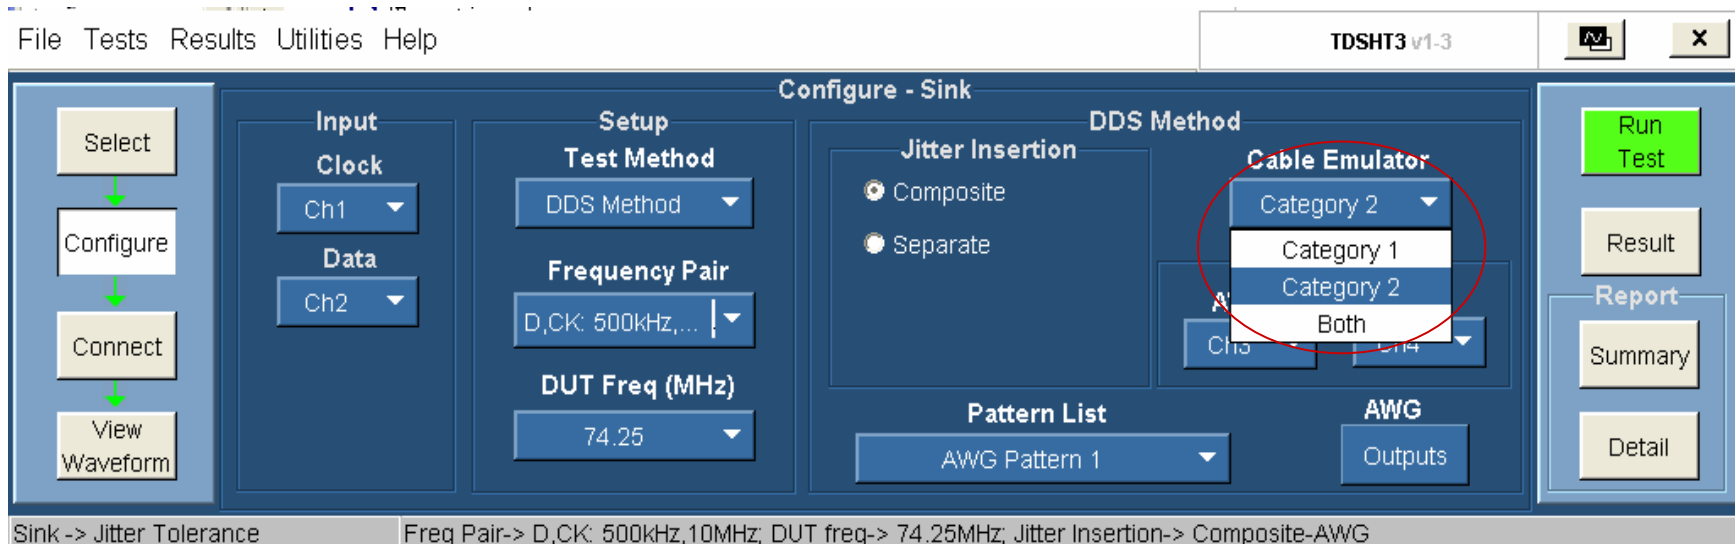 File Tests Results Utilities Help
TDSHT3 v1-3
x
Configure - Sink
Select
Configure
Connect
View
Waveform
Input
Clock
Ch1
Data
Ch2
Setup
Test Method
DDS Method
Frequency Pair
D,CK: 500kHz,...
DUT Freq (MHz)
74.25
DDS Method
Jitter Insertion
Composite
Separate
Cable Emulator
Category 2
Category 1
Category 2
Both
Ch3
Ch4
Pattern List
AWG Pattern 1
AWG
Outputs
Run
Test
Result
Report
Summary
Detail
Sink -> Jitter Tolerance
Freq Pair-> D,CK: 500kHz,10MHz; DUT freq-> 74.25MHz; Jitter Insertion-> Composite-AWG